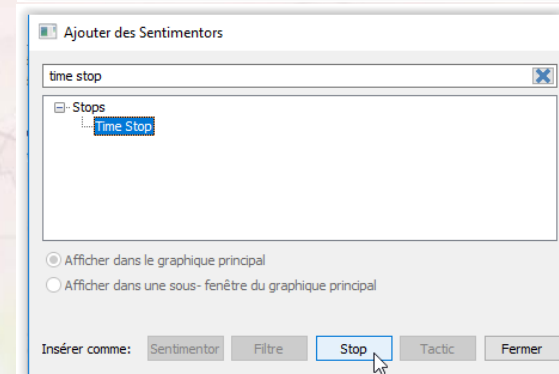 Ajouter des Sentimentors
time stop
Stops
Time Stop
Afficher dans le graphique principal
Afficher dans une sous- fenêtre du graphique principal
Insérer comme: Sentimentor Filtre Stop Tactic Fermer